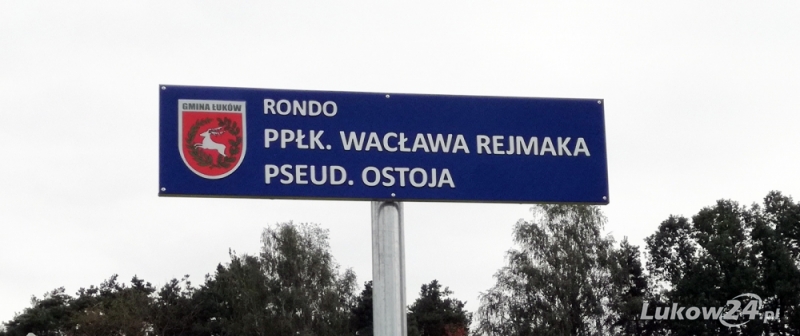 GMINA ŁUKÓW
RONDO
PPŁK. WACŁAWA REJMAKA
PSEUD. OSTOJA
Lukow24.pl